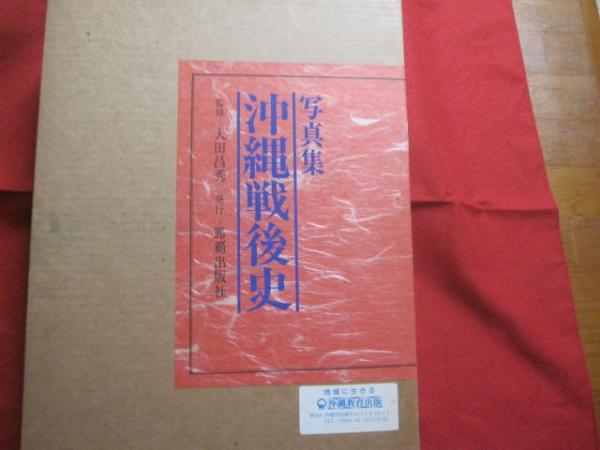 写真集
沖縄戦後史
監修 大田昌秀 発行 那覇出版社
地域に生きる
沖縄教育出版